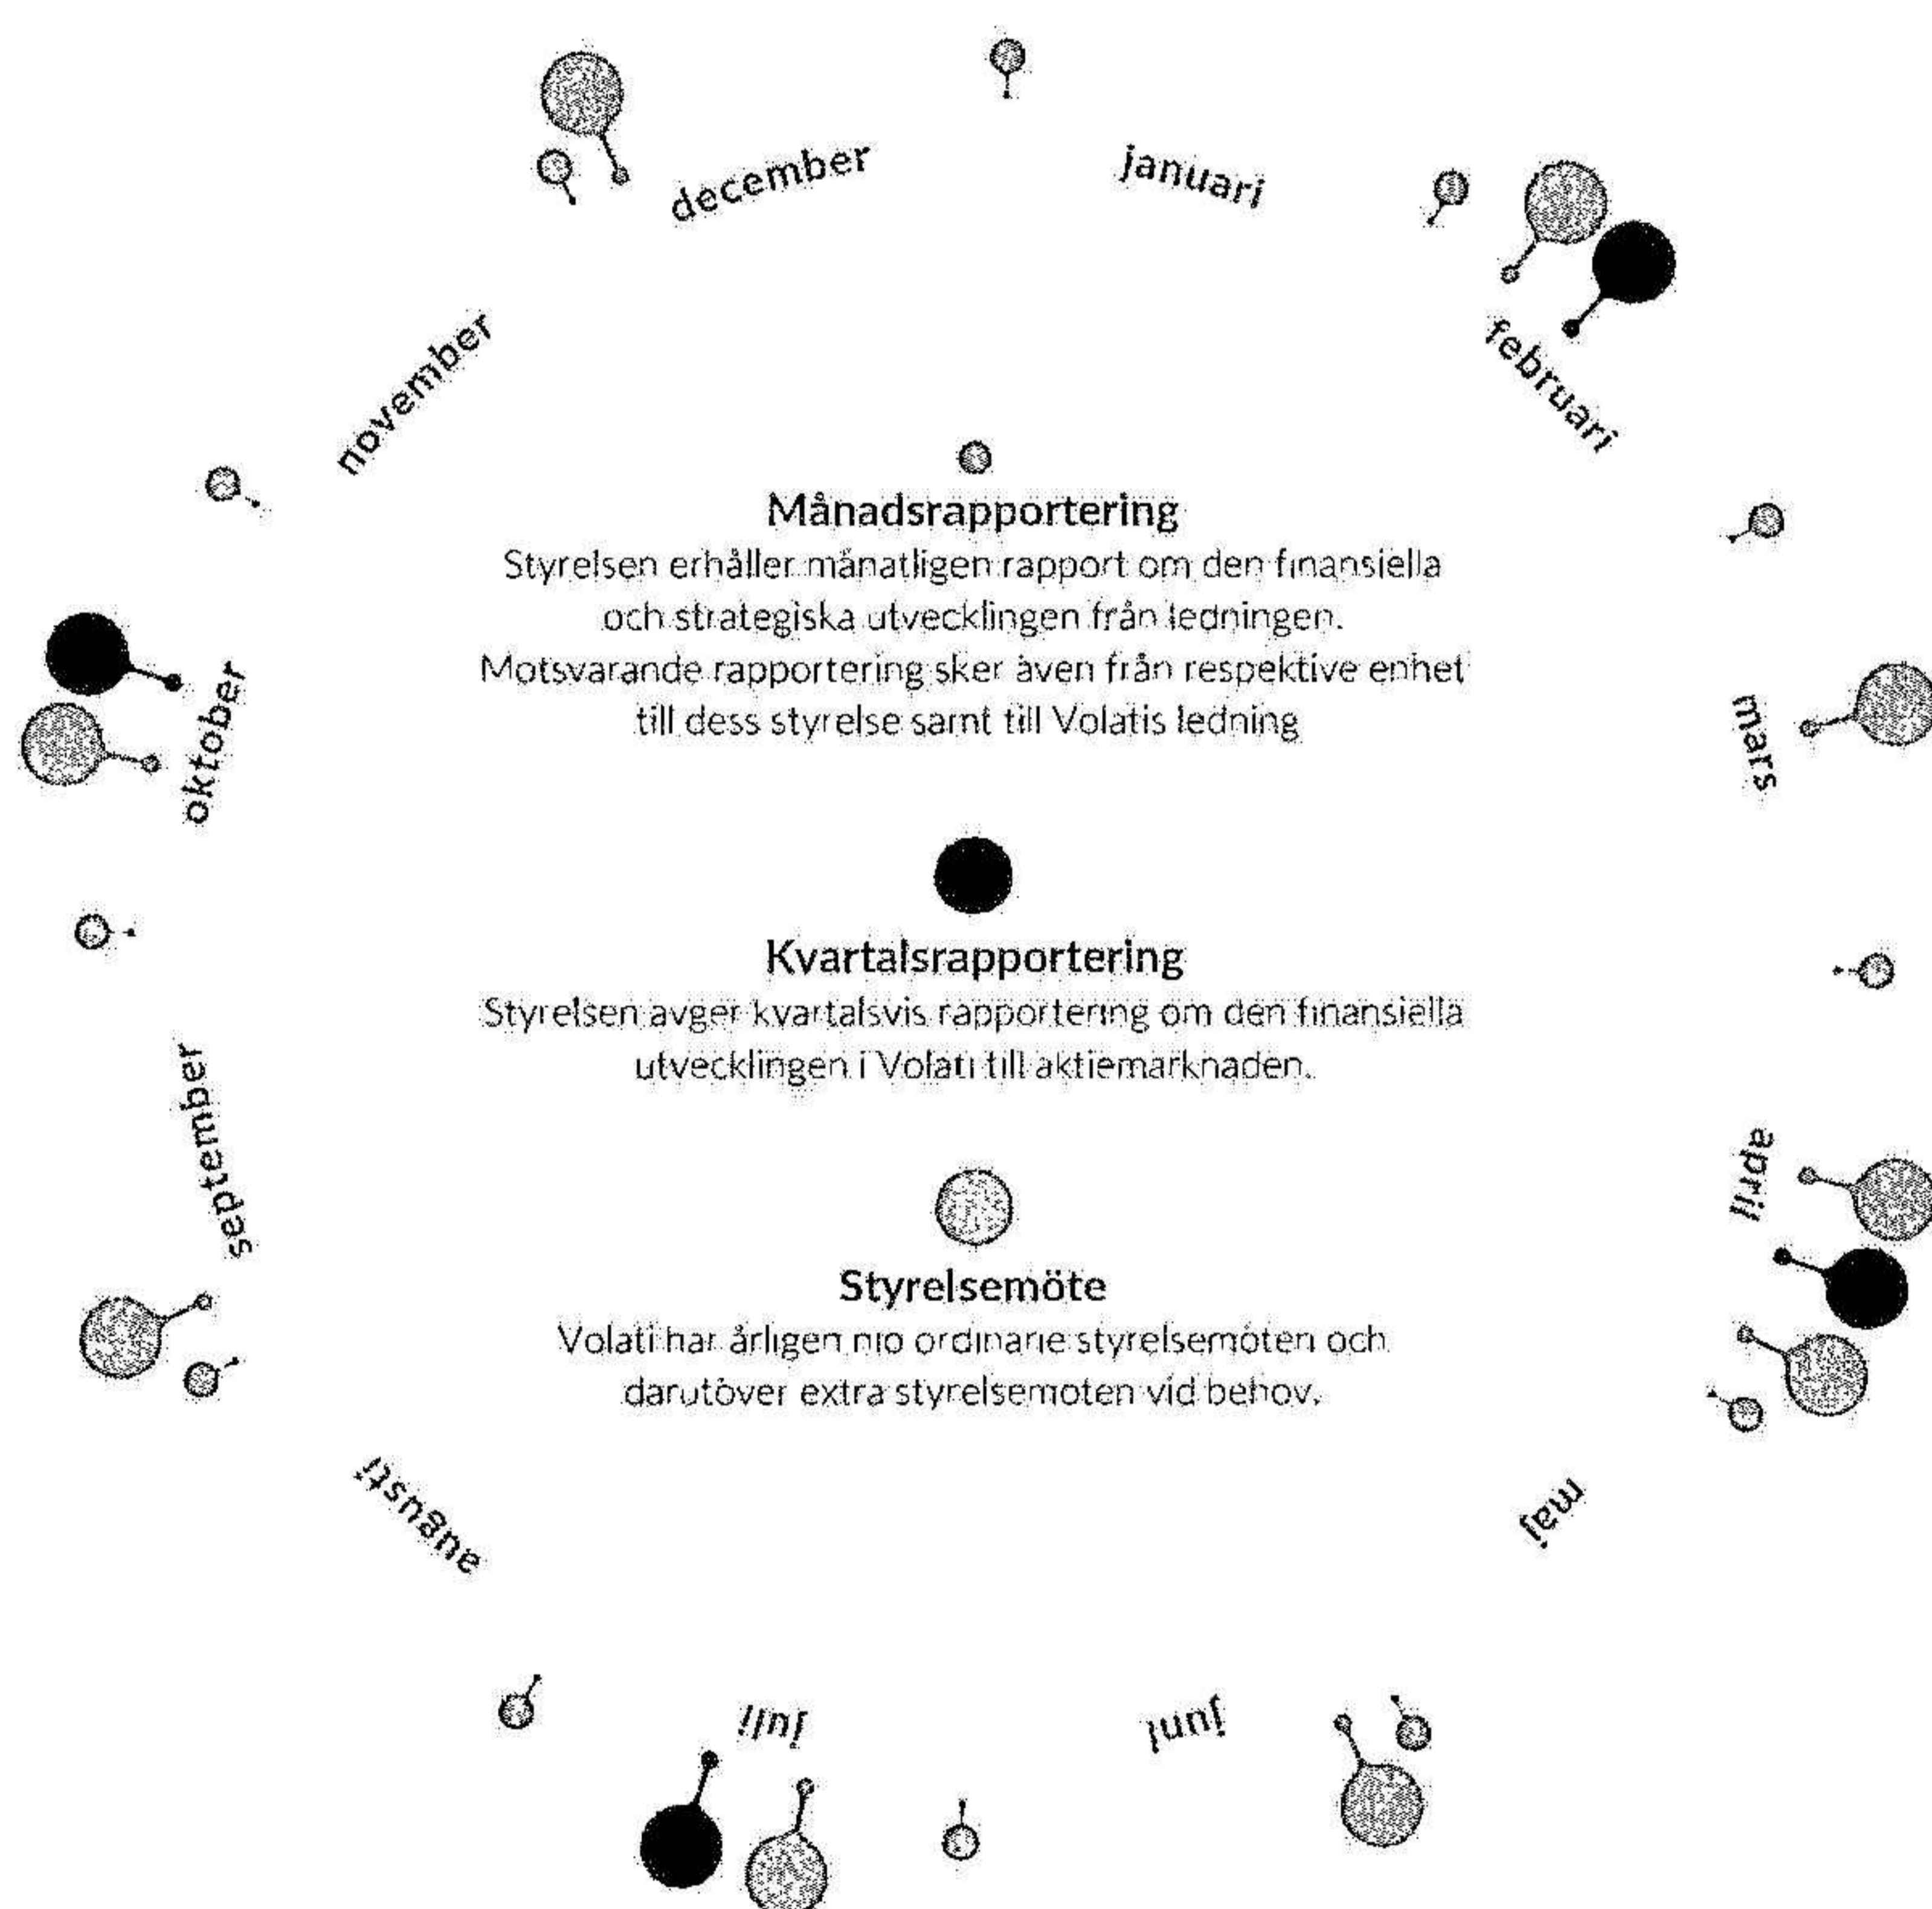 december
januari
november
februari
Månadsrapportering
Styrelsen erhåller månatligen rapport om den finansiella
och strategiska utvecklingen från ledningen.
Motsvarande rapportering sker även från respektive enhet
till dess styrelse samt till Volatis ledning
oktober
mars
Kvartalsrapportering
Styrelsen avger kvartalsvis rapportering om den finansiella
utvecklingen i Volati till aktiemarknaden.
september
april
Styrelsemöte
Volati har årligen nio ordinarie styrelsemöten och
därutöver extra styrelsemöten vid behov.
augusti
maj
juli
juni